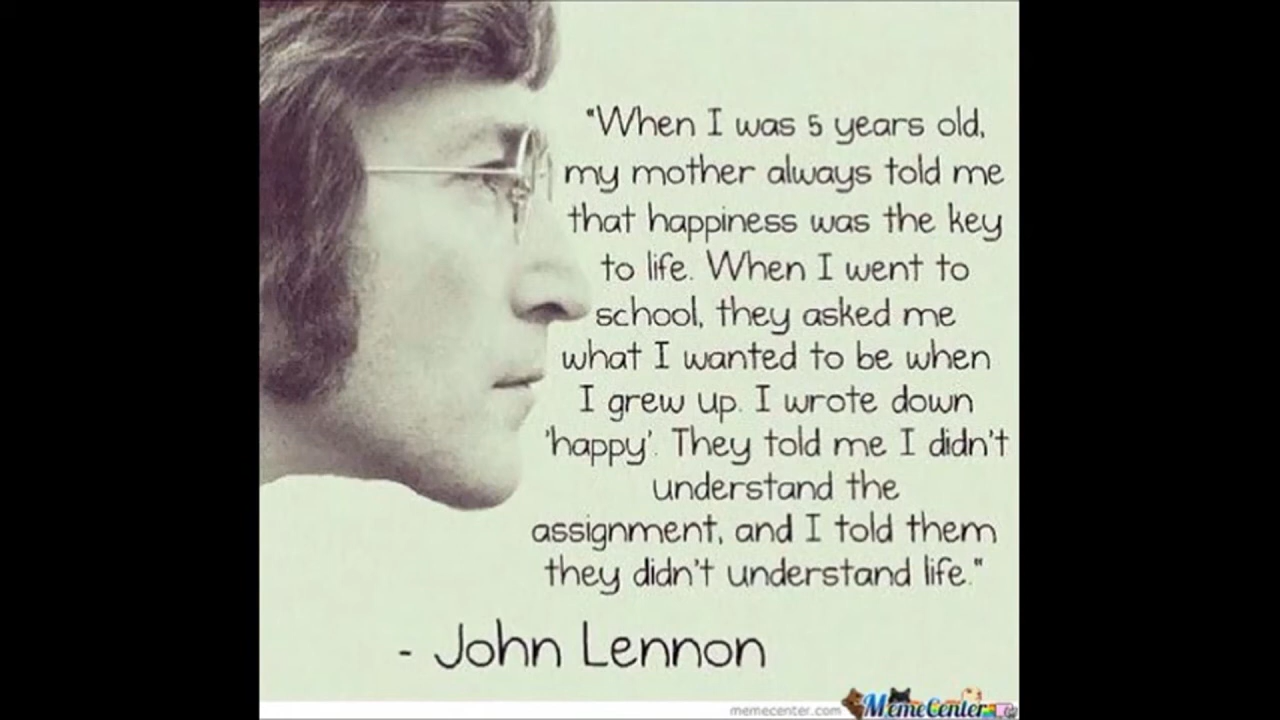 "When I was 5 years old,
my mother always told me
that happiness was the key
to life. When I went to
school, they asked me
what I wanted to be when
I grew up. I wrote down
'happy'. They told me I didn't
understand the
assignment, and I told them
they didn't understand life."
- John Lennon
memecenter.com MemeCenter